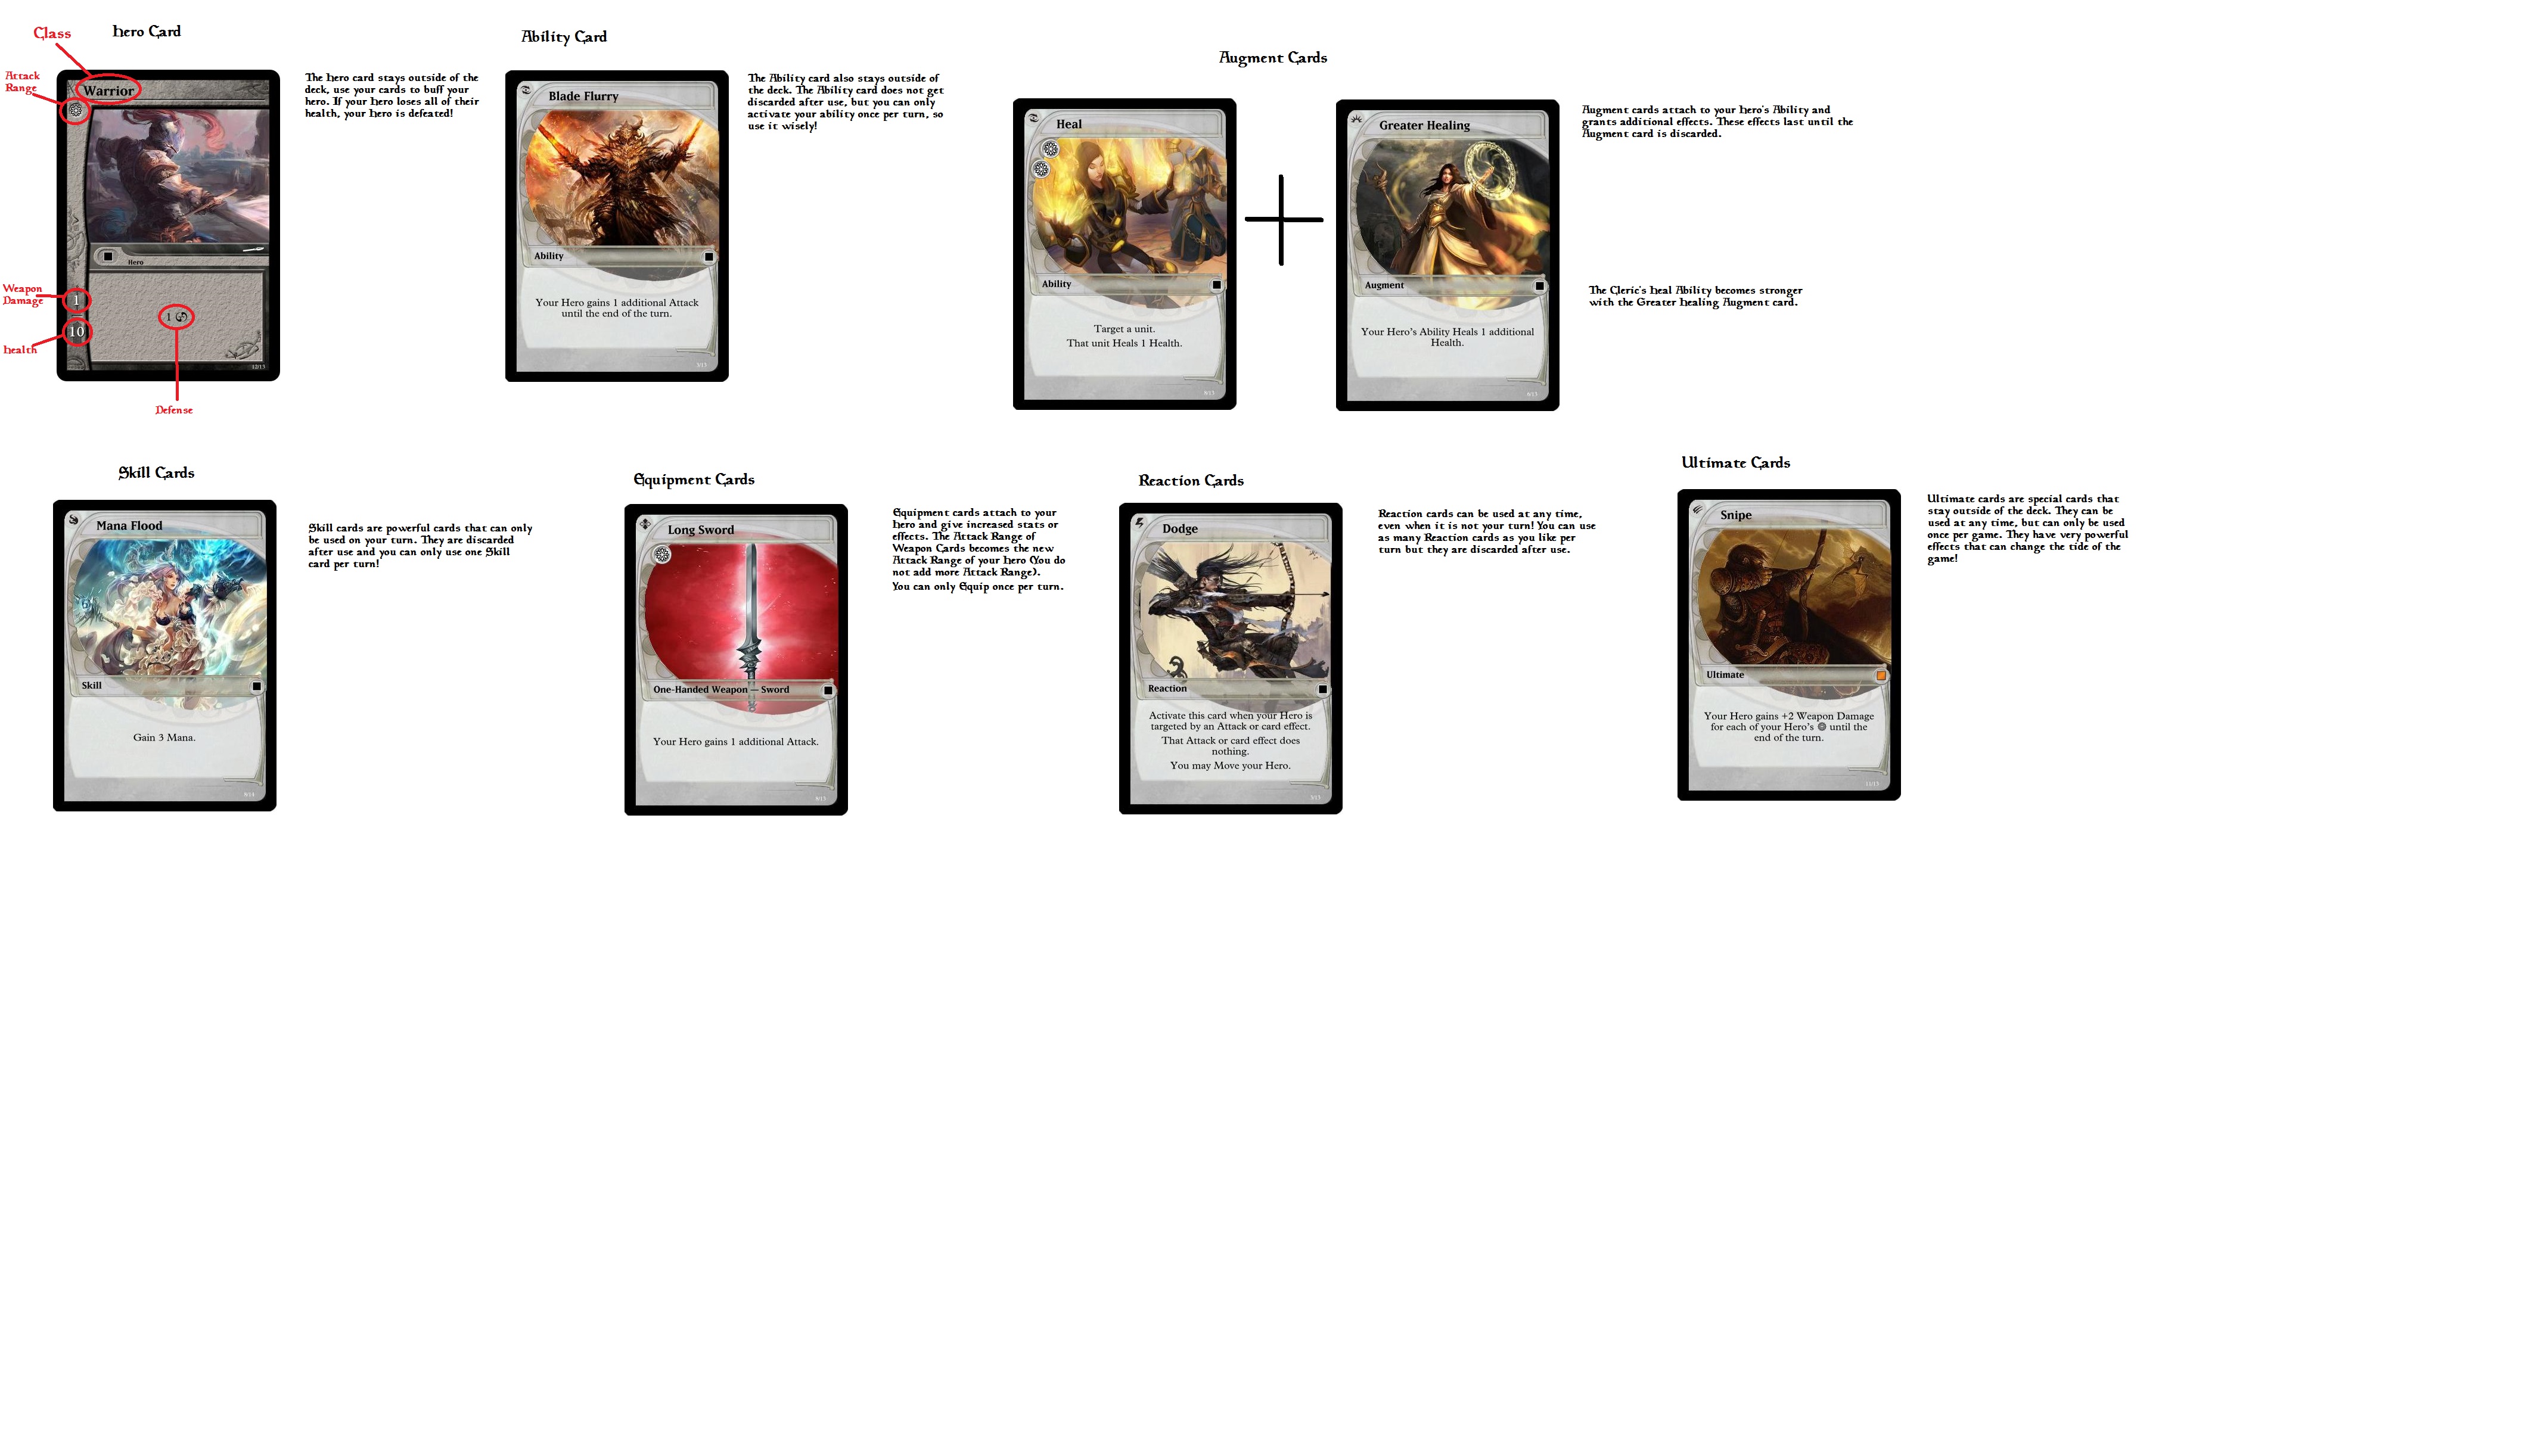 Hero Card
Class
Attack
Range
Warrior
Hero
Weapon
Damage
1
10
Health
1
Defense
12/13
The Hero card stays outside of the
deck, use your cards to buff your
hero. If your Hero loses all of their
health, your hero is defeated!
Ability Card
Blade Flurry
Ability
Your Hero gains 1 additional Attack
until the end of the turn.
The Ability card also stays outside of
the deck. The Ability card does not get
discarded after use, but you can only
activate your ability once per turn, so
use it wisely!
Augment Cards
Heal
Ability
Target a unit.
That unit Heals 1 Health.
Greater Healing
Augment
Your Hero's Ability Heals 1 additional
Health.
Augment cards attach to your Hero's Ability and
grants additional effects. These effects last until the
Augment card is discarded.
The Cleric's Heal Ability becomes stronger
with the Greater Healing Augment card.
Skill Cards
Mana Flood
Skill
Gain 3 Mana.
Skill cards are powerful cards that can only
be used on your turn. They are discarded
after use and you can only use one Skill
card per turn!
Equipment Cards
Long Sword
One-Handed Weapon — Sword
Your Hero gains 1 additional Attack.
Equipment cards attach to your
hero and give increased stats or
effects. The Attack Range of
Weapon Cards becomes the new
Attack Range of your hero (You do
not add more Attack Range).
You can only Equip once per turn.
Reaction Cards
Dodge
Reaction
Activate this card when your Hero is
targeted by an Attack or card effect.
That Attack or card effect does
nothing.
You may Move your Hero.
Reaction cards can be used at any time,
even when it is not your turn! You can use
as many Reaction cards as you like per
turn but they are discarded after use.
Ultimate Cards
Snipe
Ultimate
Your Hero gains +2 Weapon Damage
for each of your Hero's until the
end of the turn.
11/13
Ultimate cards are special cards that
stay outside of the deck. They can be
used at any time, but can only be used
once per game. They have very powerful
effects that can change the tide of the
game!